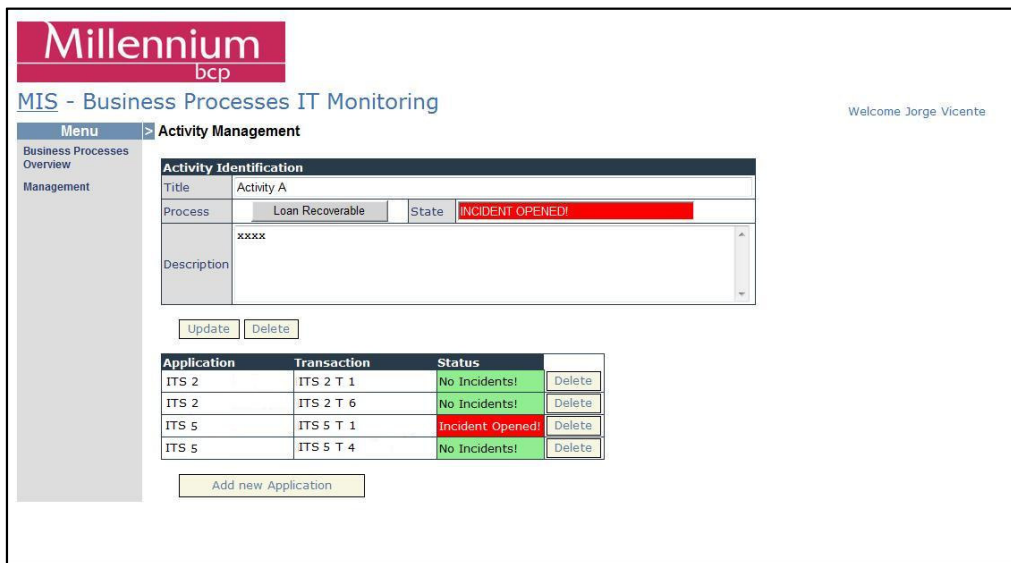 Millennium
bcp
MIS - Business Processes IT Monitoring
Welcome Jorge Vicente
Menu
> Activity Management
Business Processes
Overview
Management
Activity Identification
Title Activity A
Process Loan Recoverable State INCIDENT OPENED!
Description xxxx
Update Delete
Application Transaction Status
ITS 2 ITS 2 T 1 No Incidents! Delete
ITS 2 ITS 2 T 6 No Incidents! Delete
ITS 5 ITS 5 T 1 Incident Opened! Delete
ITS 5 ITS 5 T 4 No Incidents! Delete
Add new Application